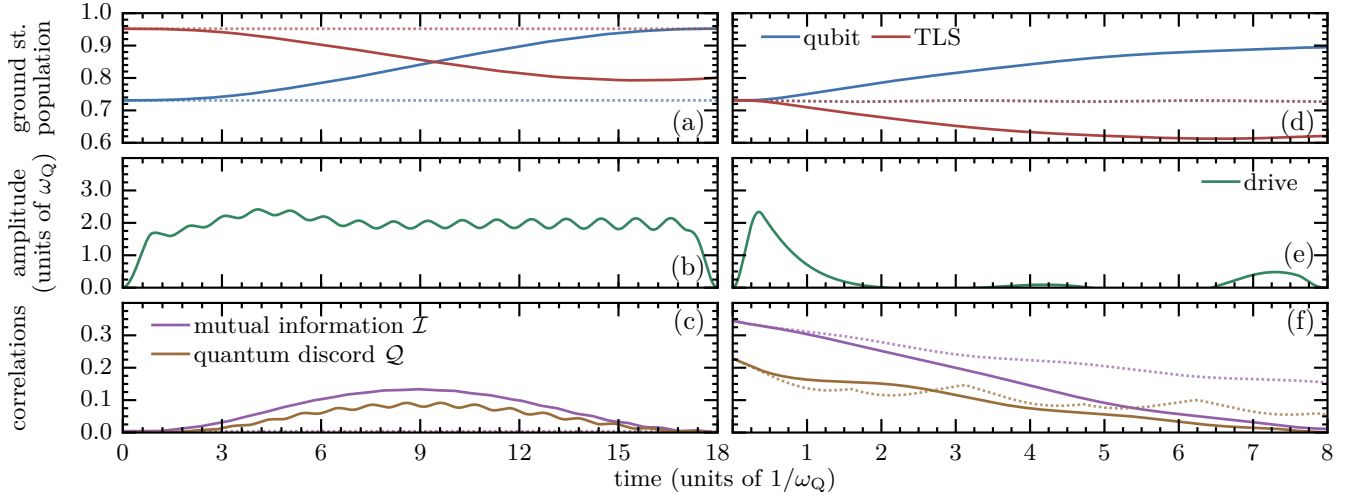 ground st.
population
1.0
0.9
0.8
0.7
0.6
(a)
qubit
TLS
(d)
amplitude
(units of ω_Q)
3.0
2.0
1.0
0.0
(b)
drive
(e)
correlations
0.3
0.2
0.1
0.0
mutual information ℐ
quantum discord 𝒬
(c)
(f)
0 3 6 9 12 15 18
1 2 3 4 5 6 7 8
time (units of 1/ω_Q)